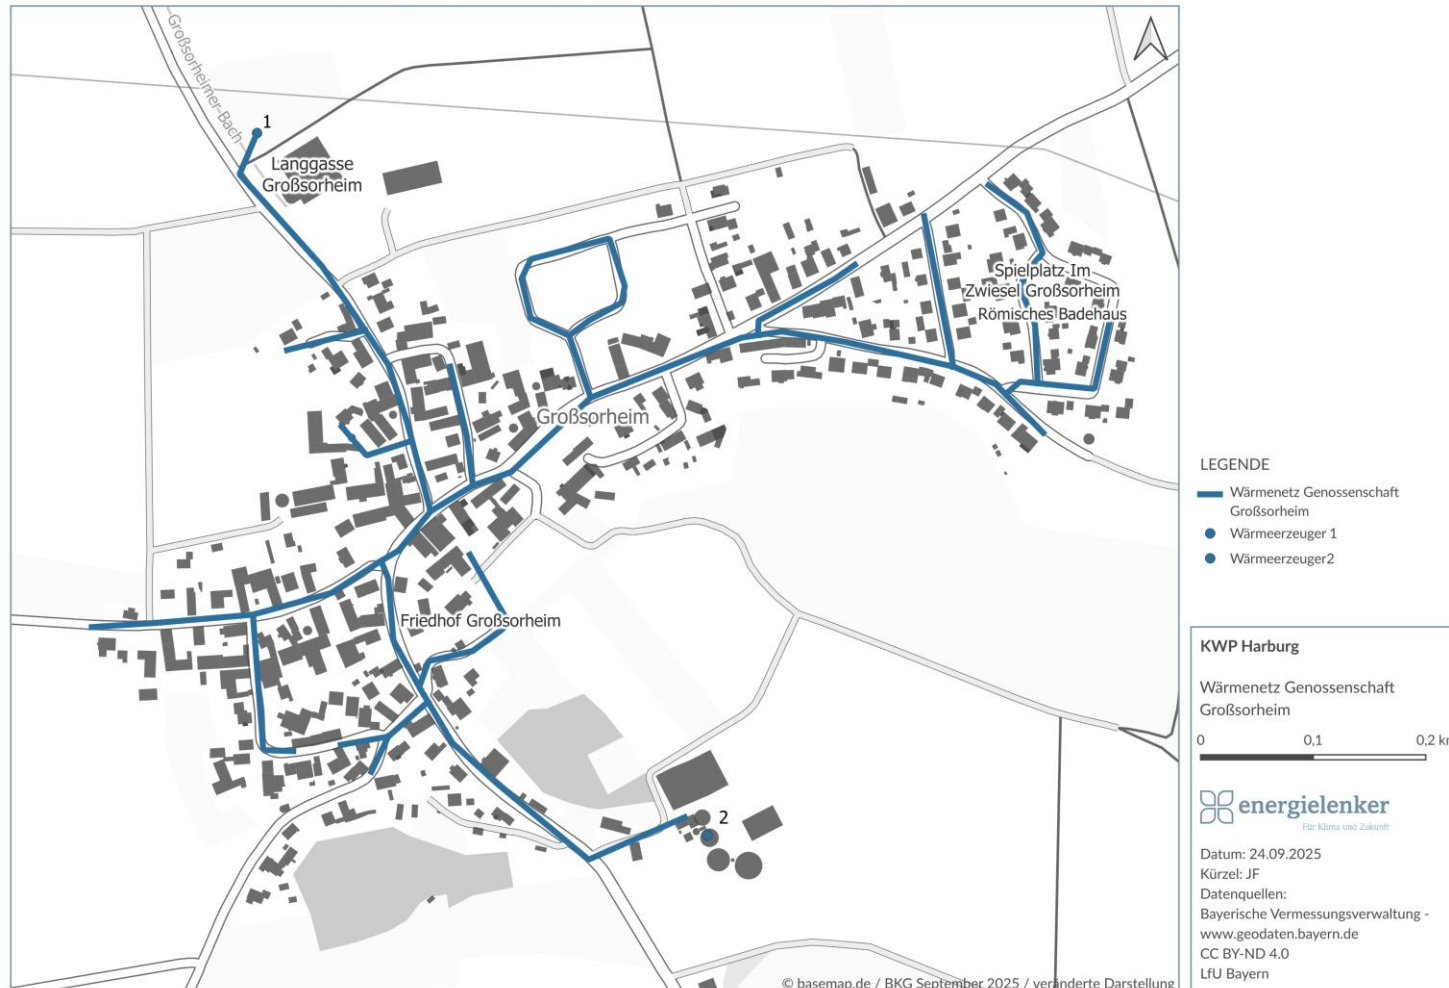 Großsorheimer-Bach
1
Langgasse
Großsorheim
Spielplatz Im
Zwiesel Großsorheim
Römisches Badehaus
Großsorheim
Friedhof Großsorheim
2
© basemap.de / BKG September 2025 / veränderte Darstellung
LEGENDE
Wärmenetz Genossenschaft
Großsorheim
Wärmeerzeuger 1
Wärmeerzeuger2
KWP Harburg
Wärmenetz Genossenschaft
Großsorheim
0 0,1 0,2 km
energielenker
Für Klima und Zukunft
Datum: 24.09.2025
Kürzel: JF
Datenquellen:
Bayerische Vermessungsverwaltung -
www.geodaten.bayern.de
CC BY-ND 4.0
LfU Bayern